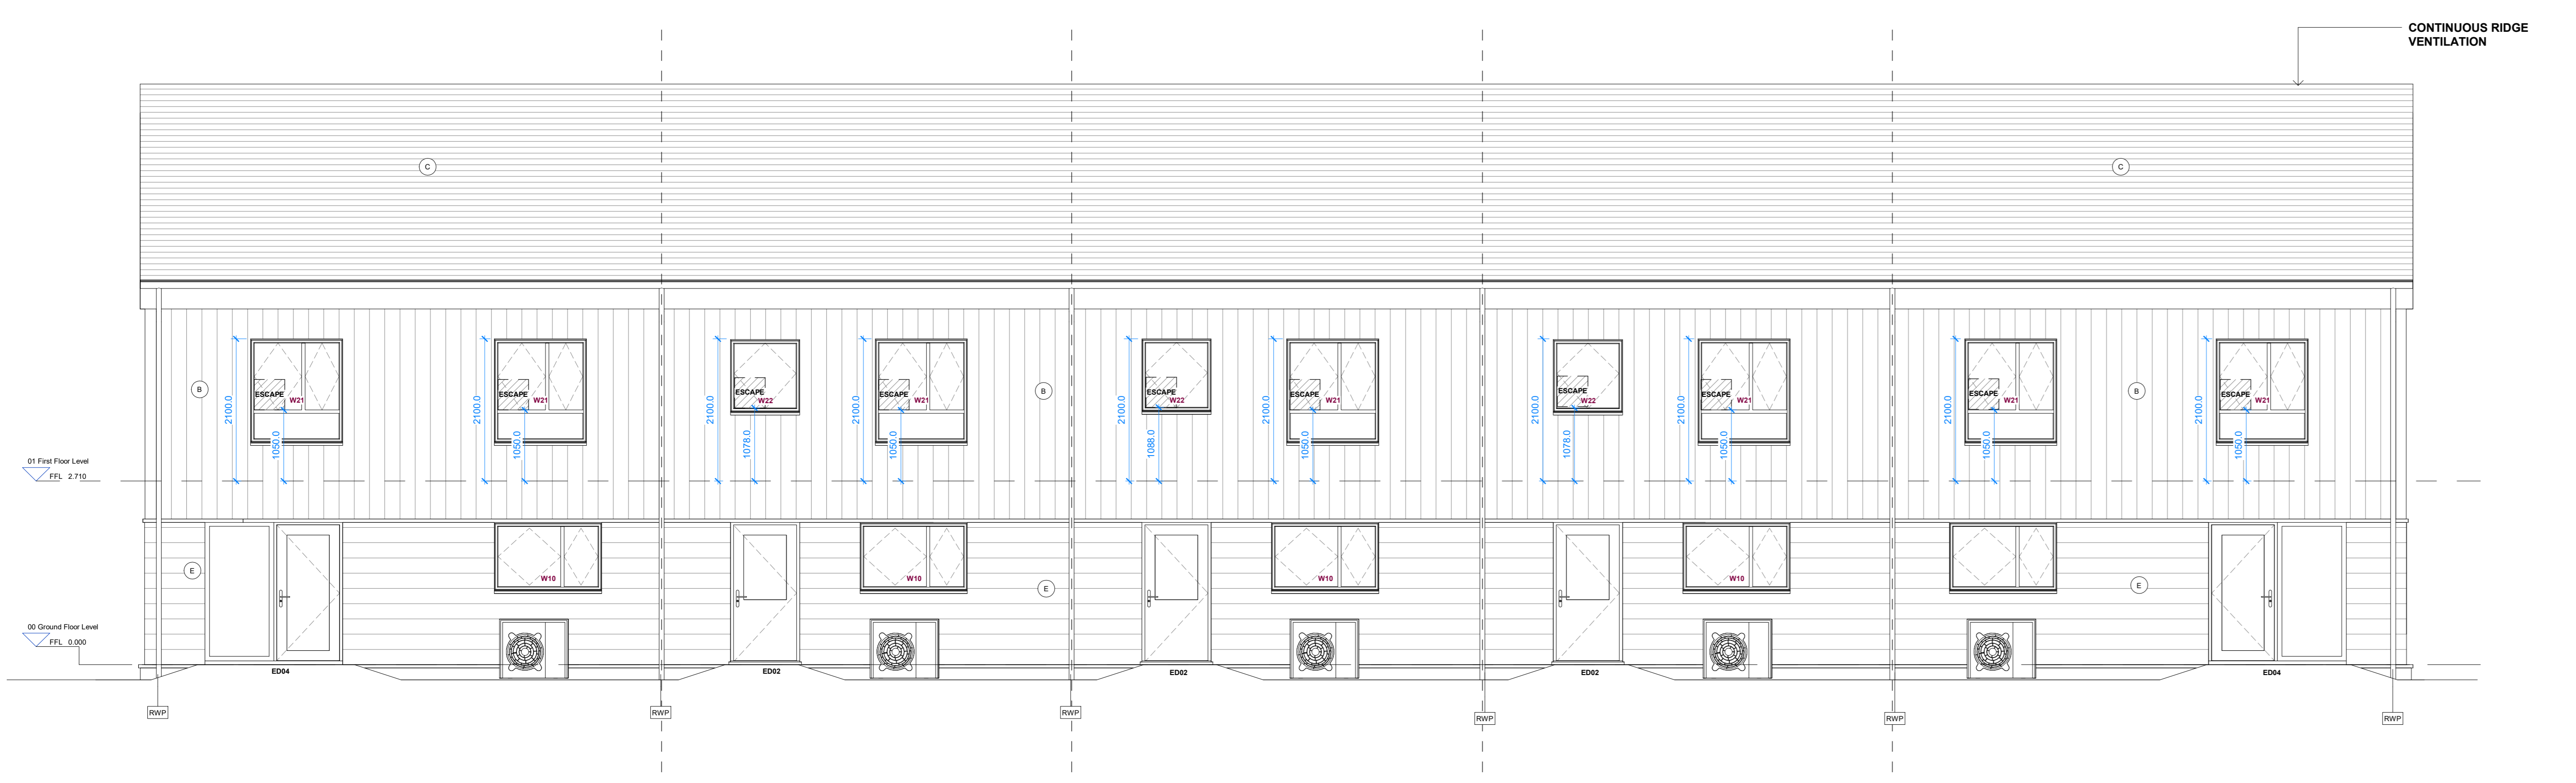 CONTINUOUS RIDGE
VENTILATION
C
C
B
2100.0
ESCAPE
W21
1050.0
2100.0
ESCAPE
W21
1050.0
2100.0
ESCAPE
W22
1078.0
2100.0
ESCAPE
W21
1050.0
B
2100.0
ESCAPE
W22
1088.0
2100.0
ESCAPE
W21
1050.0
2100.0
ESCAPE
W22
1078.0
2100.0
ESCAPE
W21
1050.0
2100.0
ESCAPE
W21
1050.0
B
2100.0
ESCAPE
W21
1050.0
01 First Floor Level
FFL 2.710
E
W10
W10
E
W10
W10
E
00 Ground Floor Level
FFL 0.000
ED04
ED02
ED02
ED02
ED04
RWP
RWP
RWP
RWP
RWP
RWP